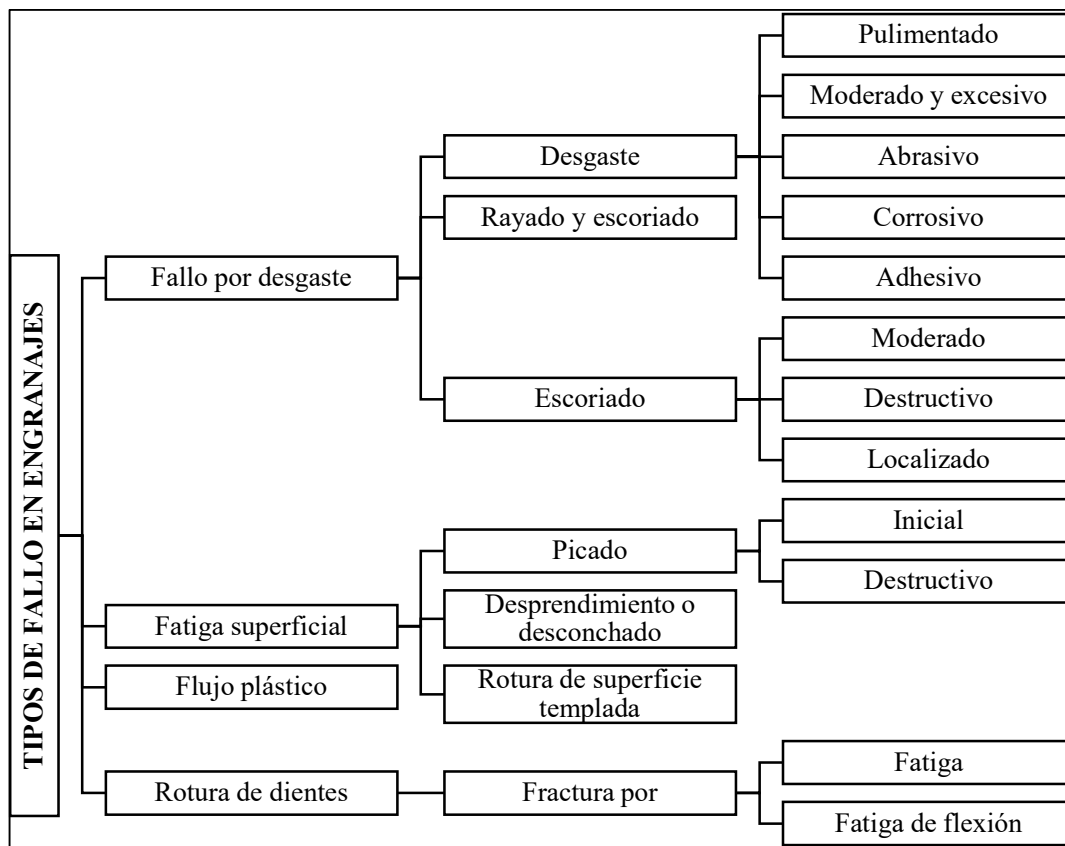 TIPOS DE FALLO EN ENGRANAJES
Fallo por desgaste
Desgaste
Pulimentado
Moderado y excesivo
Abrasivo
Corrosivo
Adhesivo
Rayado y escoriado
Escoriado
Moderado
Destructivo
Localizado
Fatiga superficial
Picado
Inicial
Destructivo
Desprendimiento o
desconchado
Rotura de superficie
templada
Flujo plástico
Rotura de dientes
Fractura por
Fatiga
Fatiga de flexión